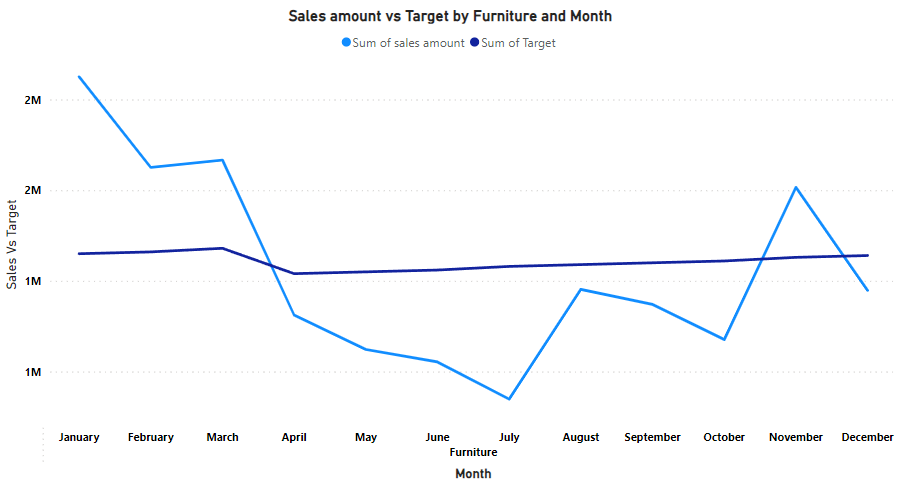 Sales amount vs Target by Furniture and Month
Sum of sales amount Sum of Target
2M
2M
1M
1M
Sales Vs Target
January February March April May June July August September October November December
Furniture
Month